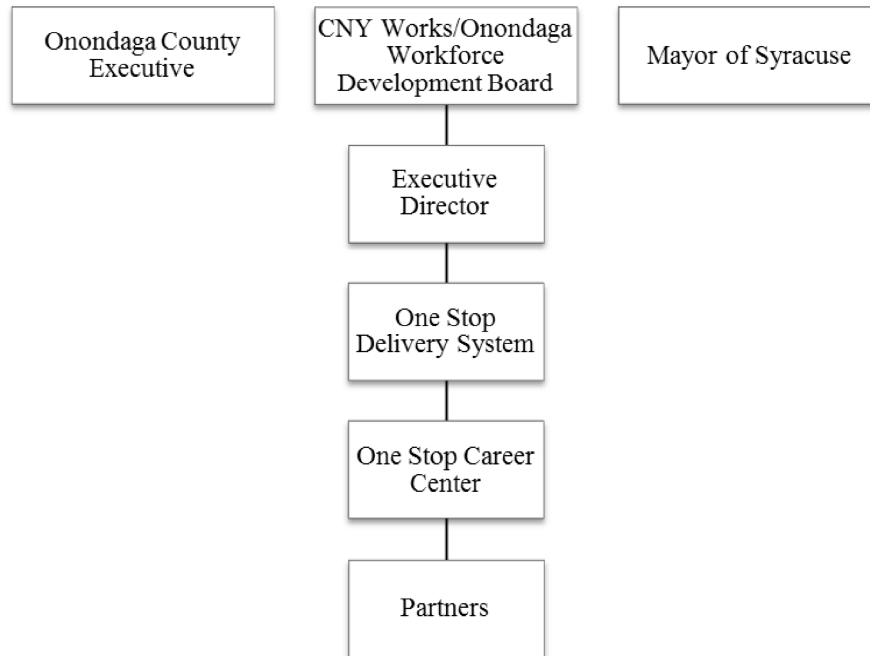 Onondaga County
Executive
CNY Works/Onondaga
Workforce
Development Board
Mayor of Syracuse
Executive
Director
One Stop
Delivery System
One Stop Career
Center
Partners